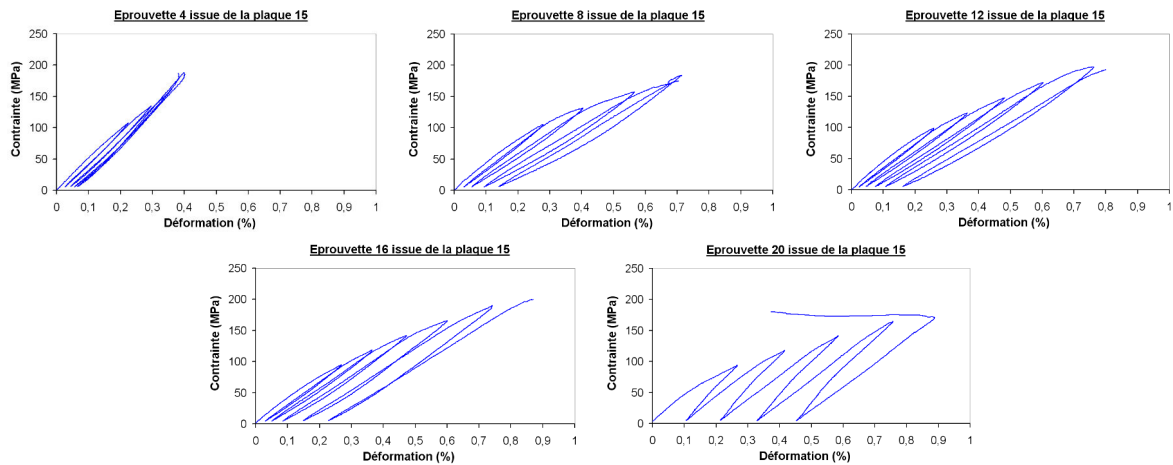 Eprouvette 4 issue de la plaque 15
Eprouvette 8 issue de la plaque 15
Eprouvette 12 issue de la plaque 15
250
200
150
100
50
0
Contrainte (MPa)
0 0,1 0,2 0,3 0,4 0,5 0,6 0,7 0,8 0,9 1
Déformation (%)
250
200
150
100
50
0
Contrainte (MPa)
0 0,1 0,2 0,3 0,4 0,5 0,6 0,7 0,8 0,9 1
Déformation (%)
250
200
150
100
50
0
Contrainte (MPa)
0 0,1 0,2 0,3 0,4 0,5 0,6 0,7 0,8 0,9 1
Déformation (%)
Eprouvette 16 issue de la plaque 15
Eprouvette 20 issue de la plaque 15
250
200
150
100
50
0
Contrainte (MPa)
0 0,1 0,2 0,3 0,4 0,5 0,6 0,7 0,8 0,9 1
Déformation (%)
250
200
150
100
50
0
Contrainte (MPa)
0 0,1 0,2 0,3 0,4 0,5 0,6 0,7 0,8 0,9 1
Déformation (%)